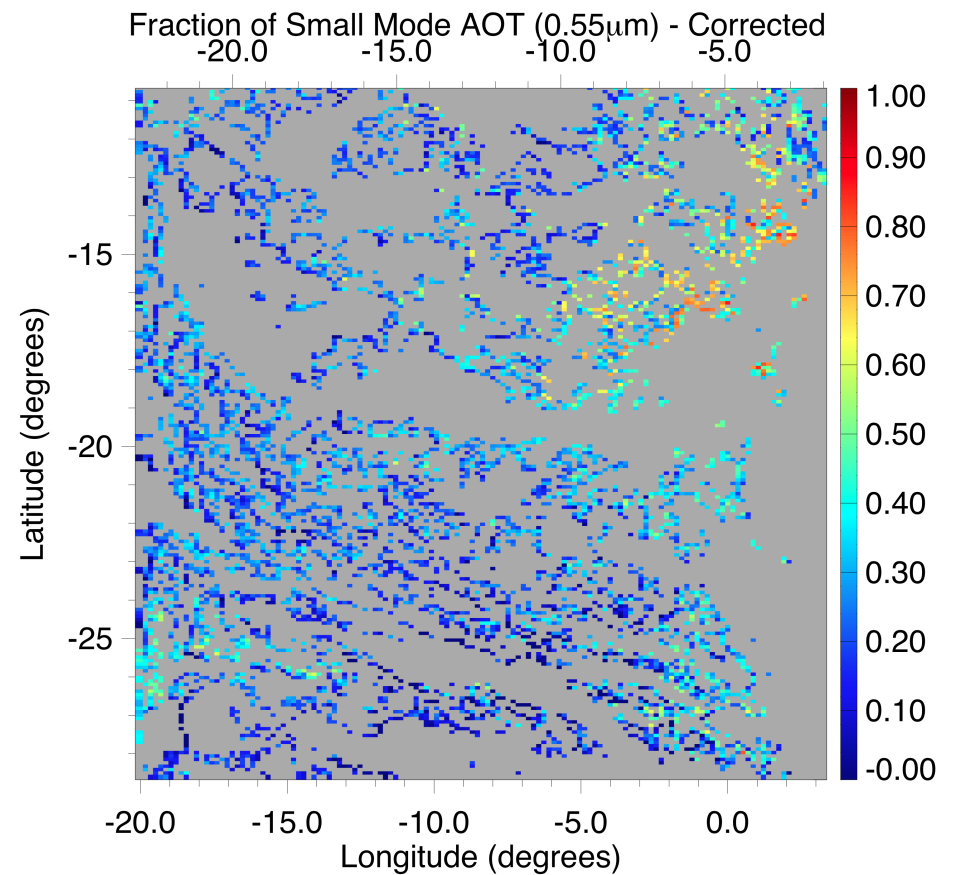 Fraction of Small Mode AOT (0.55μm) - Corrected
-20.0 -15.0 -10.0 -5.0
1.00
0.90
0.80
0.70
0.60
0.50
0.40
0.30
0.20
0.10
-0.00
-15
-20
-25
Latitude (degrees)
-20.0 -15.0 -10.0 -5.0 0.0
Longitude (degrees)